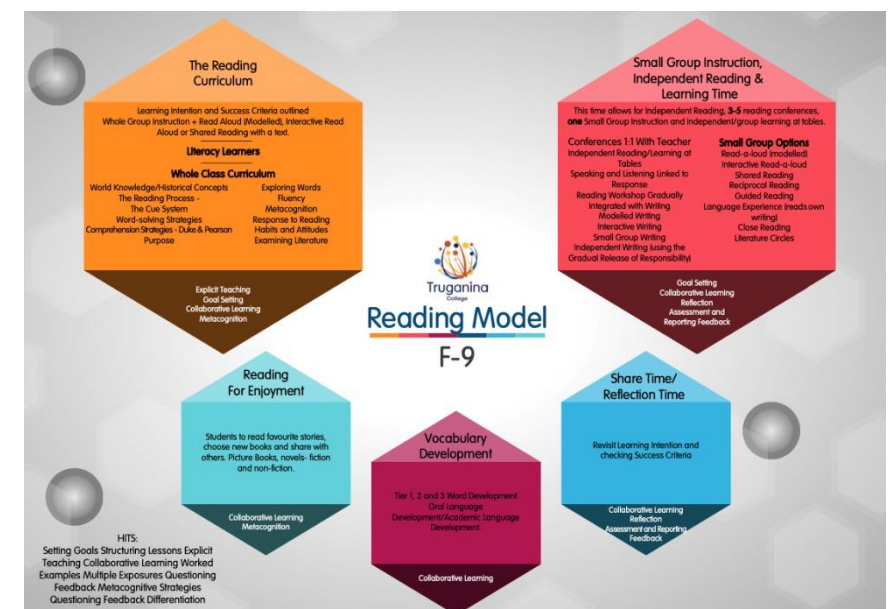 The Reading
Curriculum
Learning Intention and Success Criteria outlined
Whole Group Instruction + Read Aloud (Modelled), Interactive Read
Aloud or Shared Reading with a text.
Literacy Learners
Whole Class Curriculum
World Knowledge/Historical Concepts
The Reading Process -
The Cue System
Word-solving Strategies
Comprehension Strategies - Duke & Pearson
Purpose
Exploring Words
Fluency
Metacognition
Response to Reading
Habits and Attitudes
Examining Literature
Explicit Teaching
Goal Setting
Collaborative Learning
Metacognition
Small Group Instruction,
Independent Reading &
Learning Time
This time allows for Independent Reading, 3-5 reading conferences,
one Small Group Instruction and independent/group learning at tables.
Conferences 1:1 With Teacher
Independent Reading/Learning at
Tables
Speaking and Listening Linked to
Response
Reading Workshop Gradually
Integrated with Writing
Modelled Writing
Interactive Writing
Small Group Writing
Independent Writing (using the
Gradual Release of Responsibility)
Small Group Options
Read-a-loud (modelled)
Interactive Read-a-loud
Shared Reading
Reciprocal Reading
Guided Reading
Language Experience (reads own
writing)
Close Reading
Literature Circles
Goal Setting
Collaborative Learning
Reflection
Assessment and
Reporting Feedback
Truganina
College
Reading Model
F-9
Reading
For Enjoyment
Students to read favourite stories,
choose new books and share with
others. Picture Books, novels- fiction
and non-fiction.
Collaborative Learning
Metacognition
Vocabulary
Development
Tier 1, 2 and 3 Word Development
Oral Language
Development/Academic Language
Development
Collaborative Learning
Share Time/
Reflection Time
Revisit Learning Intention and
checking Success Criteria
Collaborative Learning
Reflection
Assessment and Reporting
Feedback
HITS:
Setting Goals Structuring Lessons Explicit
Teaching Collaborative Learning Worked
Examples Multiple Exposures Questioning
Feedback Metacognitive Strategies
Questioning Feedback Differentiation